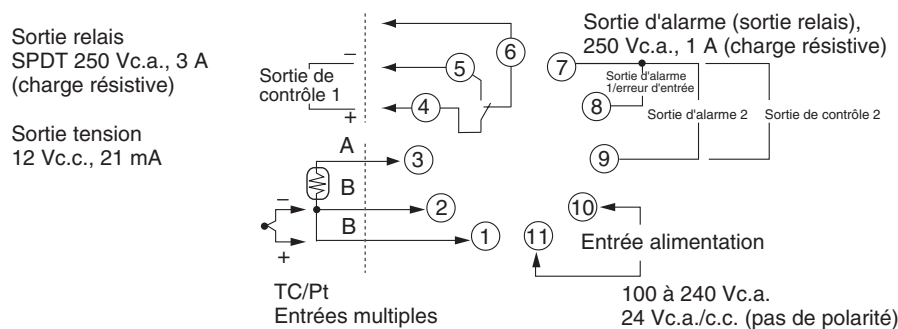 Sortie relais
SPDT 250 Vc.a., 3 A
(charge résistive)
Sortie tension
12 Vc.c., 21 mA
−
Sortie de
contrôle 1
+
6
5
4
A
3
B
2
B
1
−
+
TC/Pt
Entrées multiples
Sortie d'alarme (sortie relais),
250 Vc.a., 1 A (charge résistive)
7
Sortie d'alarme
1/erreur d'entrée
8
Sortie d'alarme 2
Sortie de contrôle 2
9
10
11
Entrée alimentation
100 à 240 Vc.a.
24 Vc.a./c.c. (pas de polarité)